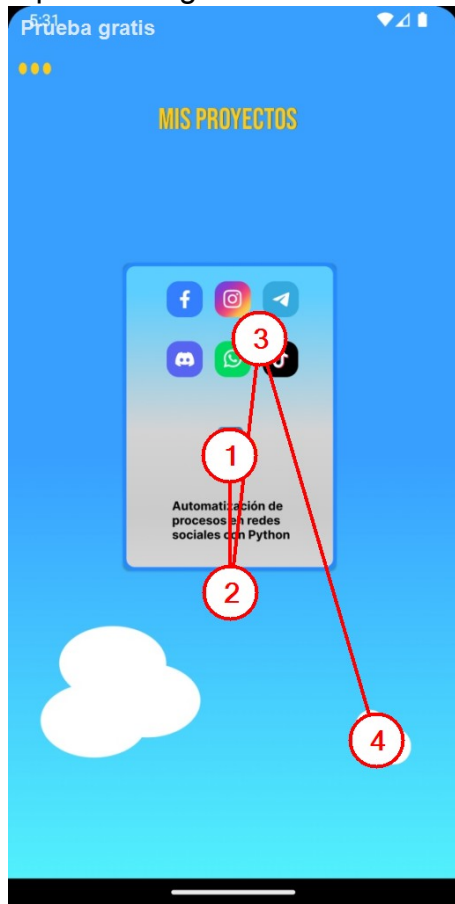 5:31
Prueba gratis
MIS PROYECTOS
3
1
Automatización de
procesos en redes
sociales con Python
2
4